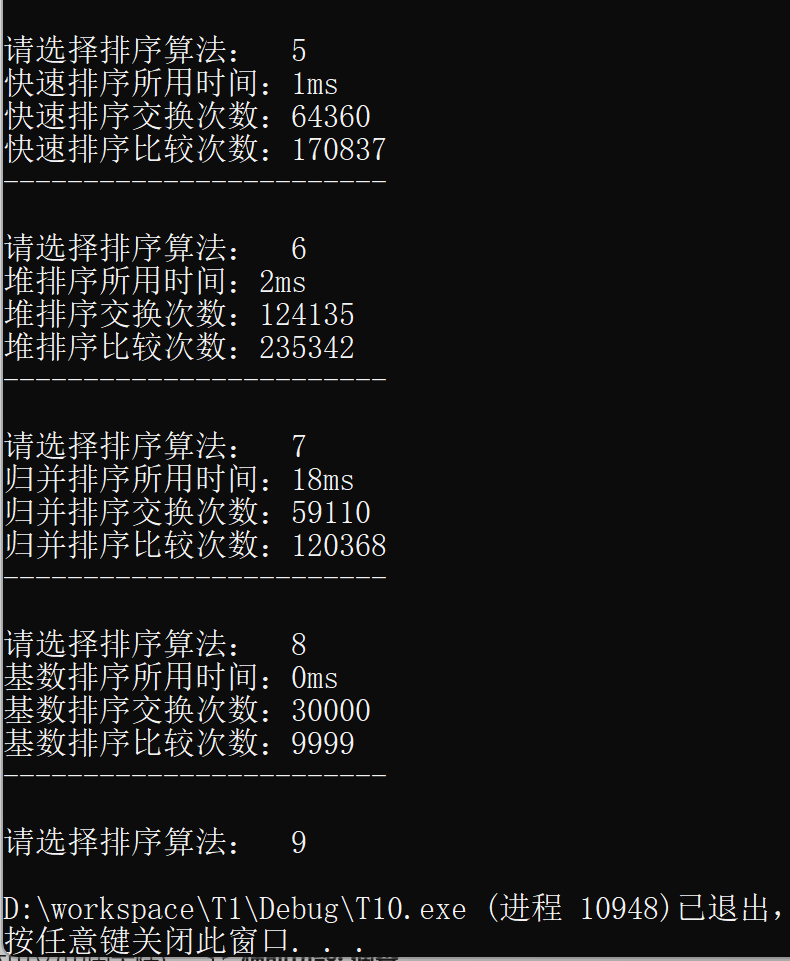 请选择排序算法：  5
快速排序所用时间：1ms
快速排序交换次数：64360
快速排序比较次数：170837
------------------------
请选择排序算法：  6
堆排序所用时间：2ms
堆排序交换次数：124135
堆排序比较次数：235342
------------------------
请选择排序算法：  7
归并排序所用时间：18ms
归并排序交换次数：59110
归并排序比较次数：120368
------------------------
请选择排序算法：  8
基数排序所用时间：0ms
基数排序交换次数：30000
基数排序比较次数：9999
------------------------
请选择排序算法：  9
D:\workspace\T1\Debug\T10.exe (进程 10948)已退出，
按任意键关闭此窗口. . .